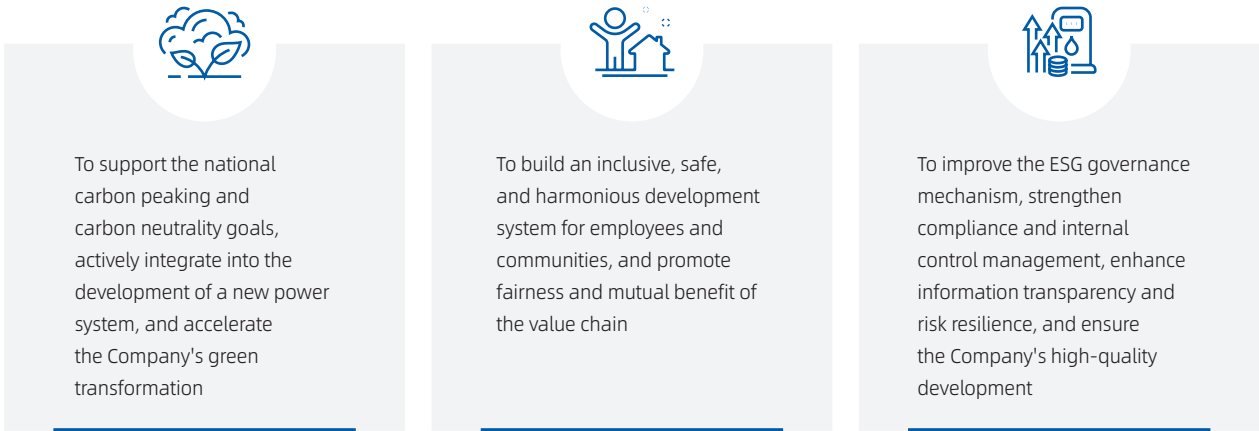 To support the national
carbon peaking and
carbon neutrality goals,
actively integrate into the
development of a new power
system, and accelerate
the Company's green
transformation
To build an inclusive, safe,
and harmonious development
system for employees and
communities, and promote
fairness and mutual benefit of
the value chain
To improve the ESG governance
mechanism, strengthen
compliance and internal
control management, enhance
information transparency and
risk resilience, and ensure
the Company's high-quality
development